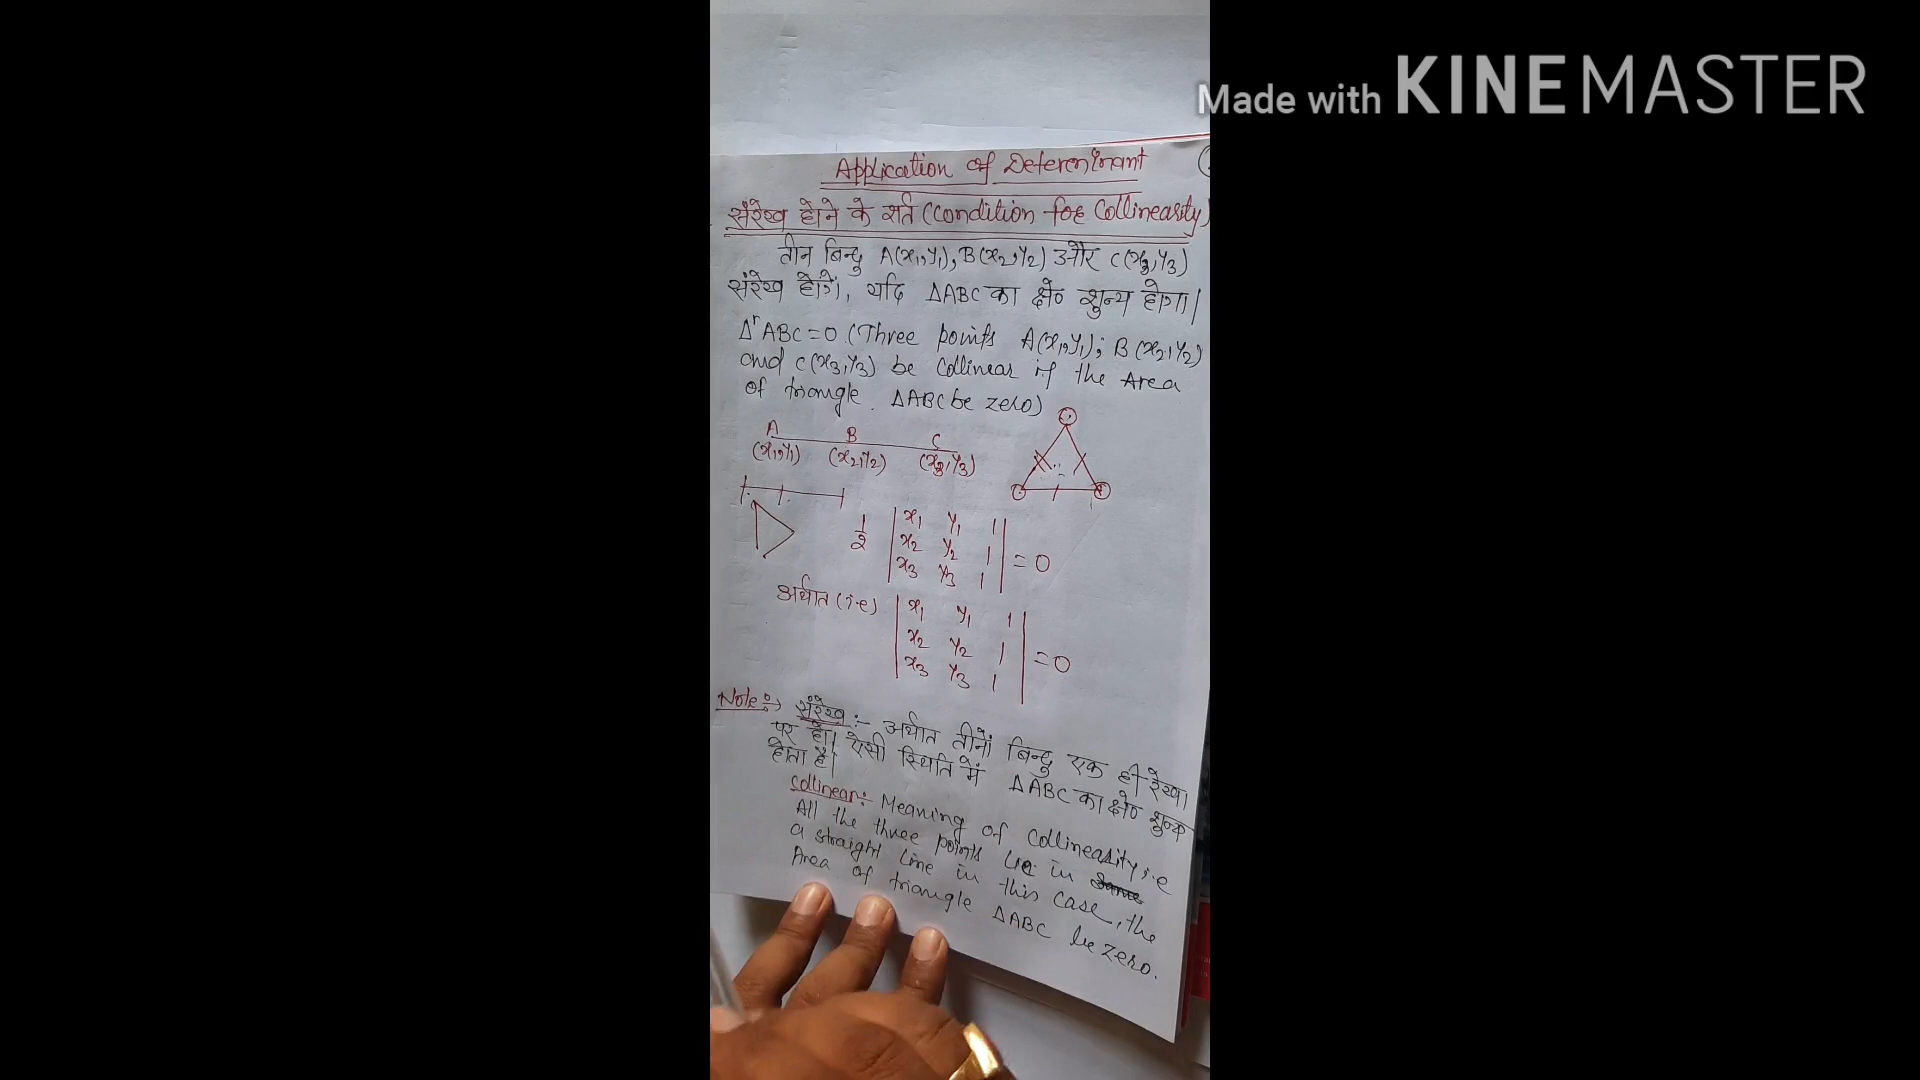 Made with KINEMASTER
Application of Determinant
संरेख होने के शर्त (Condition for Collinearity)
तीन बिन्दु A(x₁,y₁), B(x₂,y₂) और C(x₃,y₃)
संरेख होंगे, यदि ΔABC का क्षे० शुन्य होगा।
ΔʳABC=0 (Three points A(x₁,y₁); B(x₂,y₂)
and C(x₃,y₃) be Collinear if the Area
of triangle. ΔABC be zero)
A B C
(x₁,y₁) (x₂,y₂) (x₃,y₃)
1/2 | x₁ y₁ 1 |
| x₂ y₂ 1 | = 0
| x₃ y₃ 1 |
अर्थात (i.e) | x₁ y₁ 1 |
| x₂ y₂ 1 | = 0
| x₃ y₃ 1 |
Note:→ संरेख :- अर्थात तीनों बिन्दु एक ही रेखा
पर हो। ऐसी स्थिति में ΔABC का क्षे० शुन्य
होता है।
Collinear:- Meaning of Collinearity, i.e
All the three points lie in
a straight line in this case, the
Area of triangle ΔABC be zero.